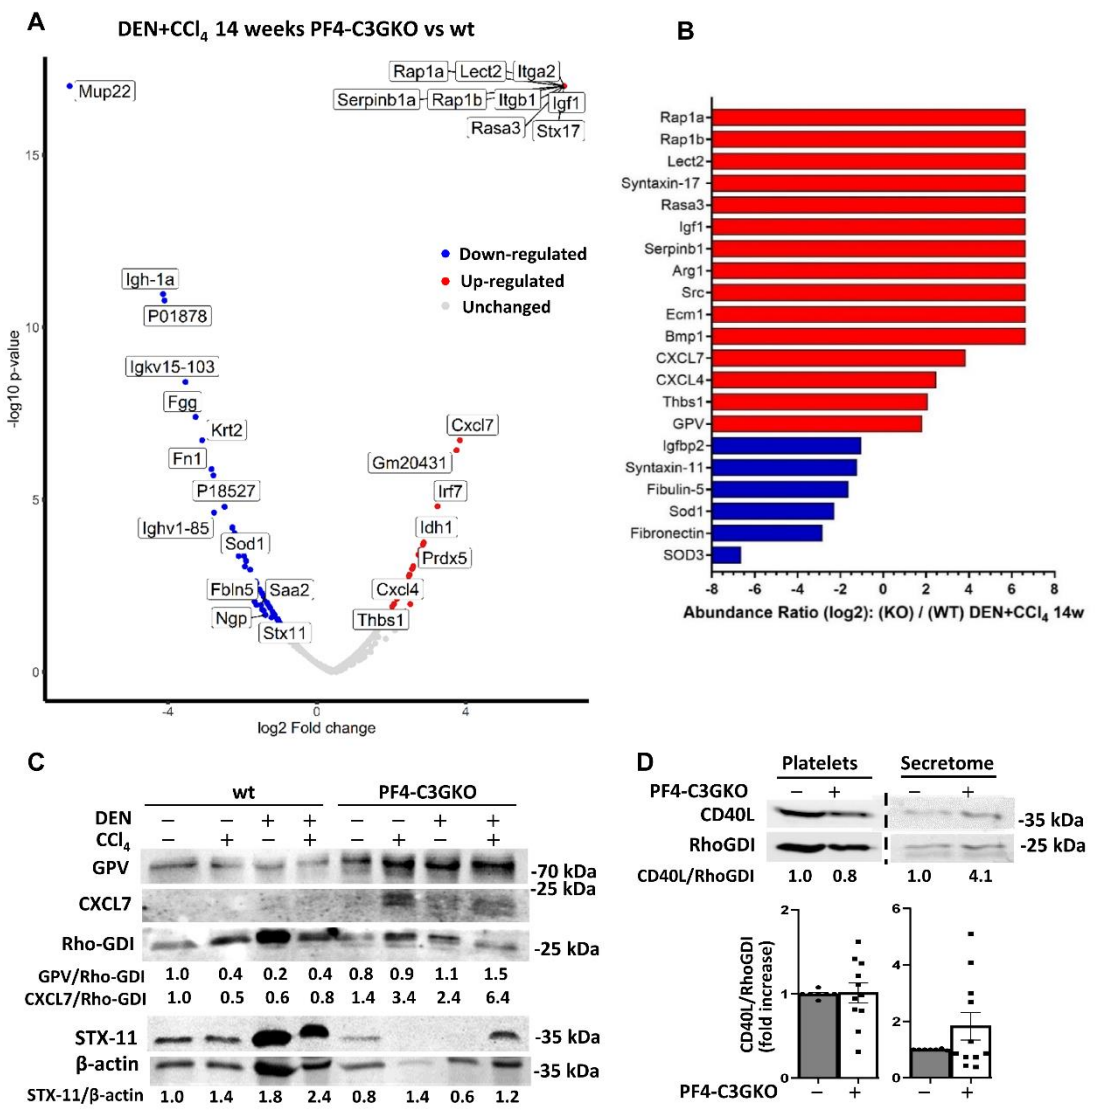 A
DEN+CCl4 14 weeks PF4-C3GKO vs wt
Mup22
Rap1a Lect2 Itga2
Serpinb1a Rap1b Itgb1 Igf1
Rasa3 Stx17
15
Down-regulated
Up-regulated
Unchanged
Igh-1a
P01878
10
Igkv15-103
Fgg
Krt2
Fn1
P18527
Ighv1-85
Sod1
Fbln5 Saa2
Ngp
Stx11
Cxcl7
Gm20431
Irf7
Idh1
Prdx5
Cxcl4
Thbs1
5
0
-log10 p-value
-4 0 4
log2 Fold change
B
Rap1a
Rap1b
Lect2
Syntaxin-17
Rasa3
Igf1
Serpinb1
Arg1
Src
Ecm1
Bmp1
CXCL7
CXCL4
Thbs1
GPV
Igfbp2
Syntaxin-11
Fibulin-5
Sod1
Fibronectin
SOD3
-8 -6 -4 -2 0 2 4 6 8
Abundance Ratio (log2): (KO) / (WT) DEN+CCl4 14w
C
wt PF4-C3GKO
DEN − − + + − − + +
CCl4 − + − + − + − +
GPV -70 kDa
-25 kDa
CXCL7
Rho-GDI -25 kDa
GPV/Rho-GDI 1.0 0.4 0.2 0.4 0.8 0.9 1.1 1.5
CXCL7/Rho-GDI 1.0 0.5 0.6 0.8 1.4 3.4 2.4 6.4
STX-11 -35 kDa
β-actin -35 kDa
STX-11/β-actin 1.0 1.4 1.8 2.4 0.8 1.4 0.6 1.2
D
Platelets Secretome
PF4-C3GKO − + − +
CD40L -35 kDa
RhoGDI -25 kDa
CD40L/RhoGDI 1.0 0.8 1.0 4.1
CD40L/RhoGDI
(fold increase)
2
1
0
6
4
2
0
PF4-C3GKO − + − +